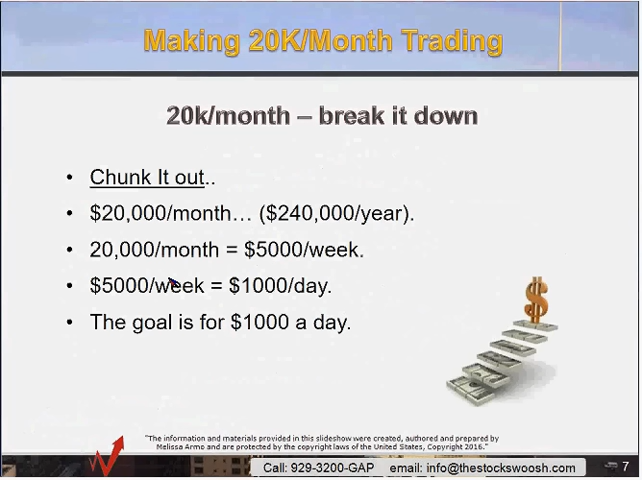 Making 20K/Month Trading
20k/month – break it down
• Chunk It out..
• $20,000/month… ($240,000/year).
• 20,000/month = $5000/week.
• $5000/week = $1000/day.
• The goal is for $1000 a day.
"The information and materials provided in this slideshow were created, authored and prepared by
Melissa Armo and are protected by the copyright laws of the United States, Copyright 2016."
Call: 929-3200-GAP email: info@thestockswoosh.com
7